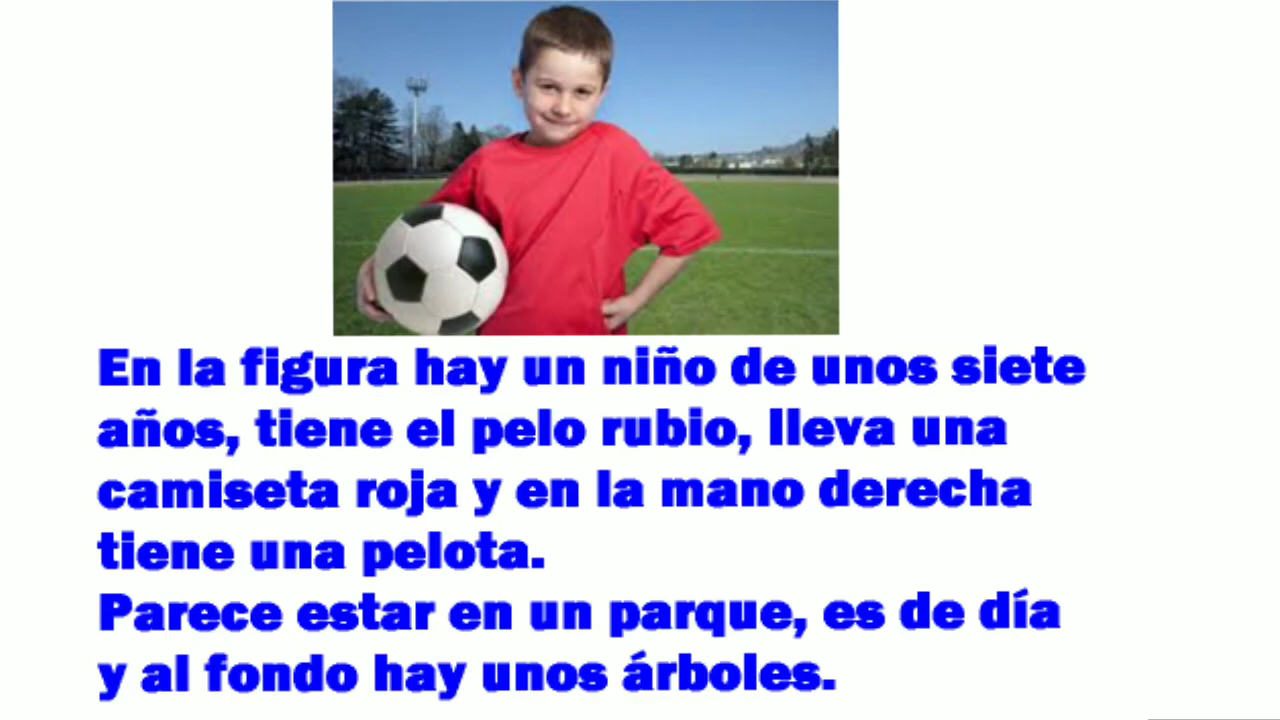 En la figura hay un niño de unos siete
años, tiene el pelo rubio, lleva una
camiseta roja y en la mano derecha
tiene una pelota.
Parece estar en un parque, es de día
y al fondo hay unos árboles.